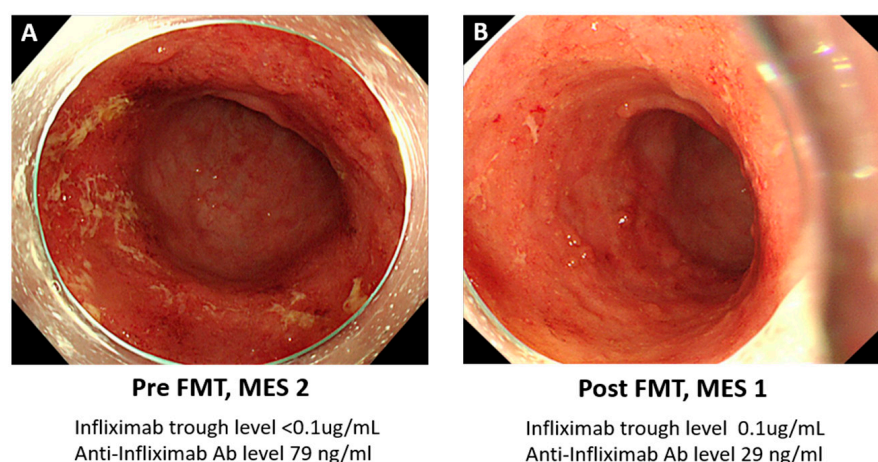 A
B
Pre FMT, MES 2
Post FMT, MES 1
Infliximab trough level <0.1ug/mL
Anti-Infliximab Ab level 79 ng/ml
Infliximab trough level 0.1ug/mL
Anti-Infliximab Ab level 29 ng/ml